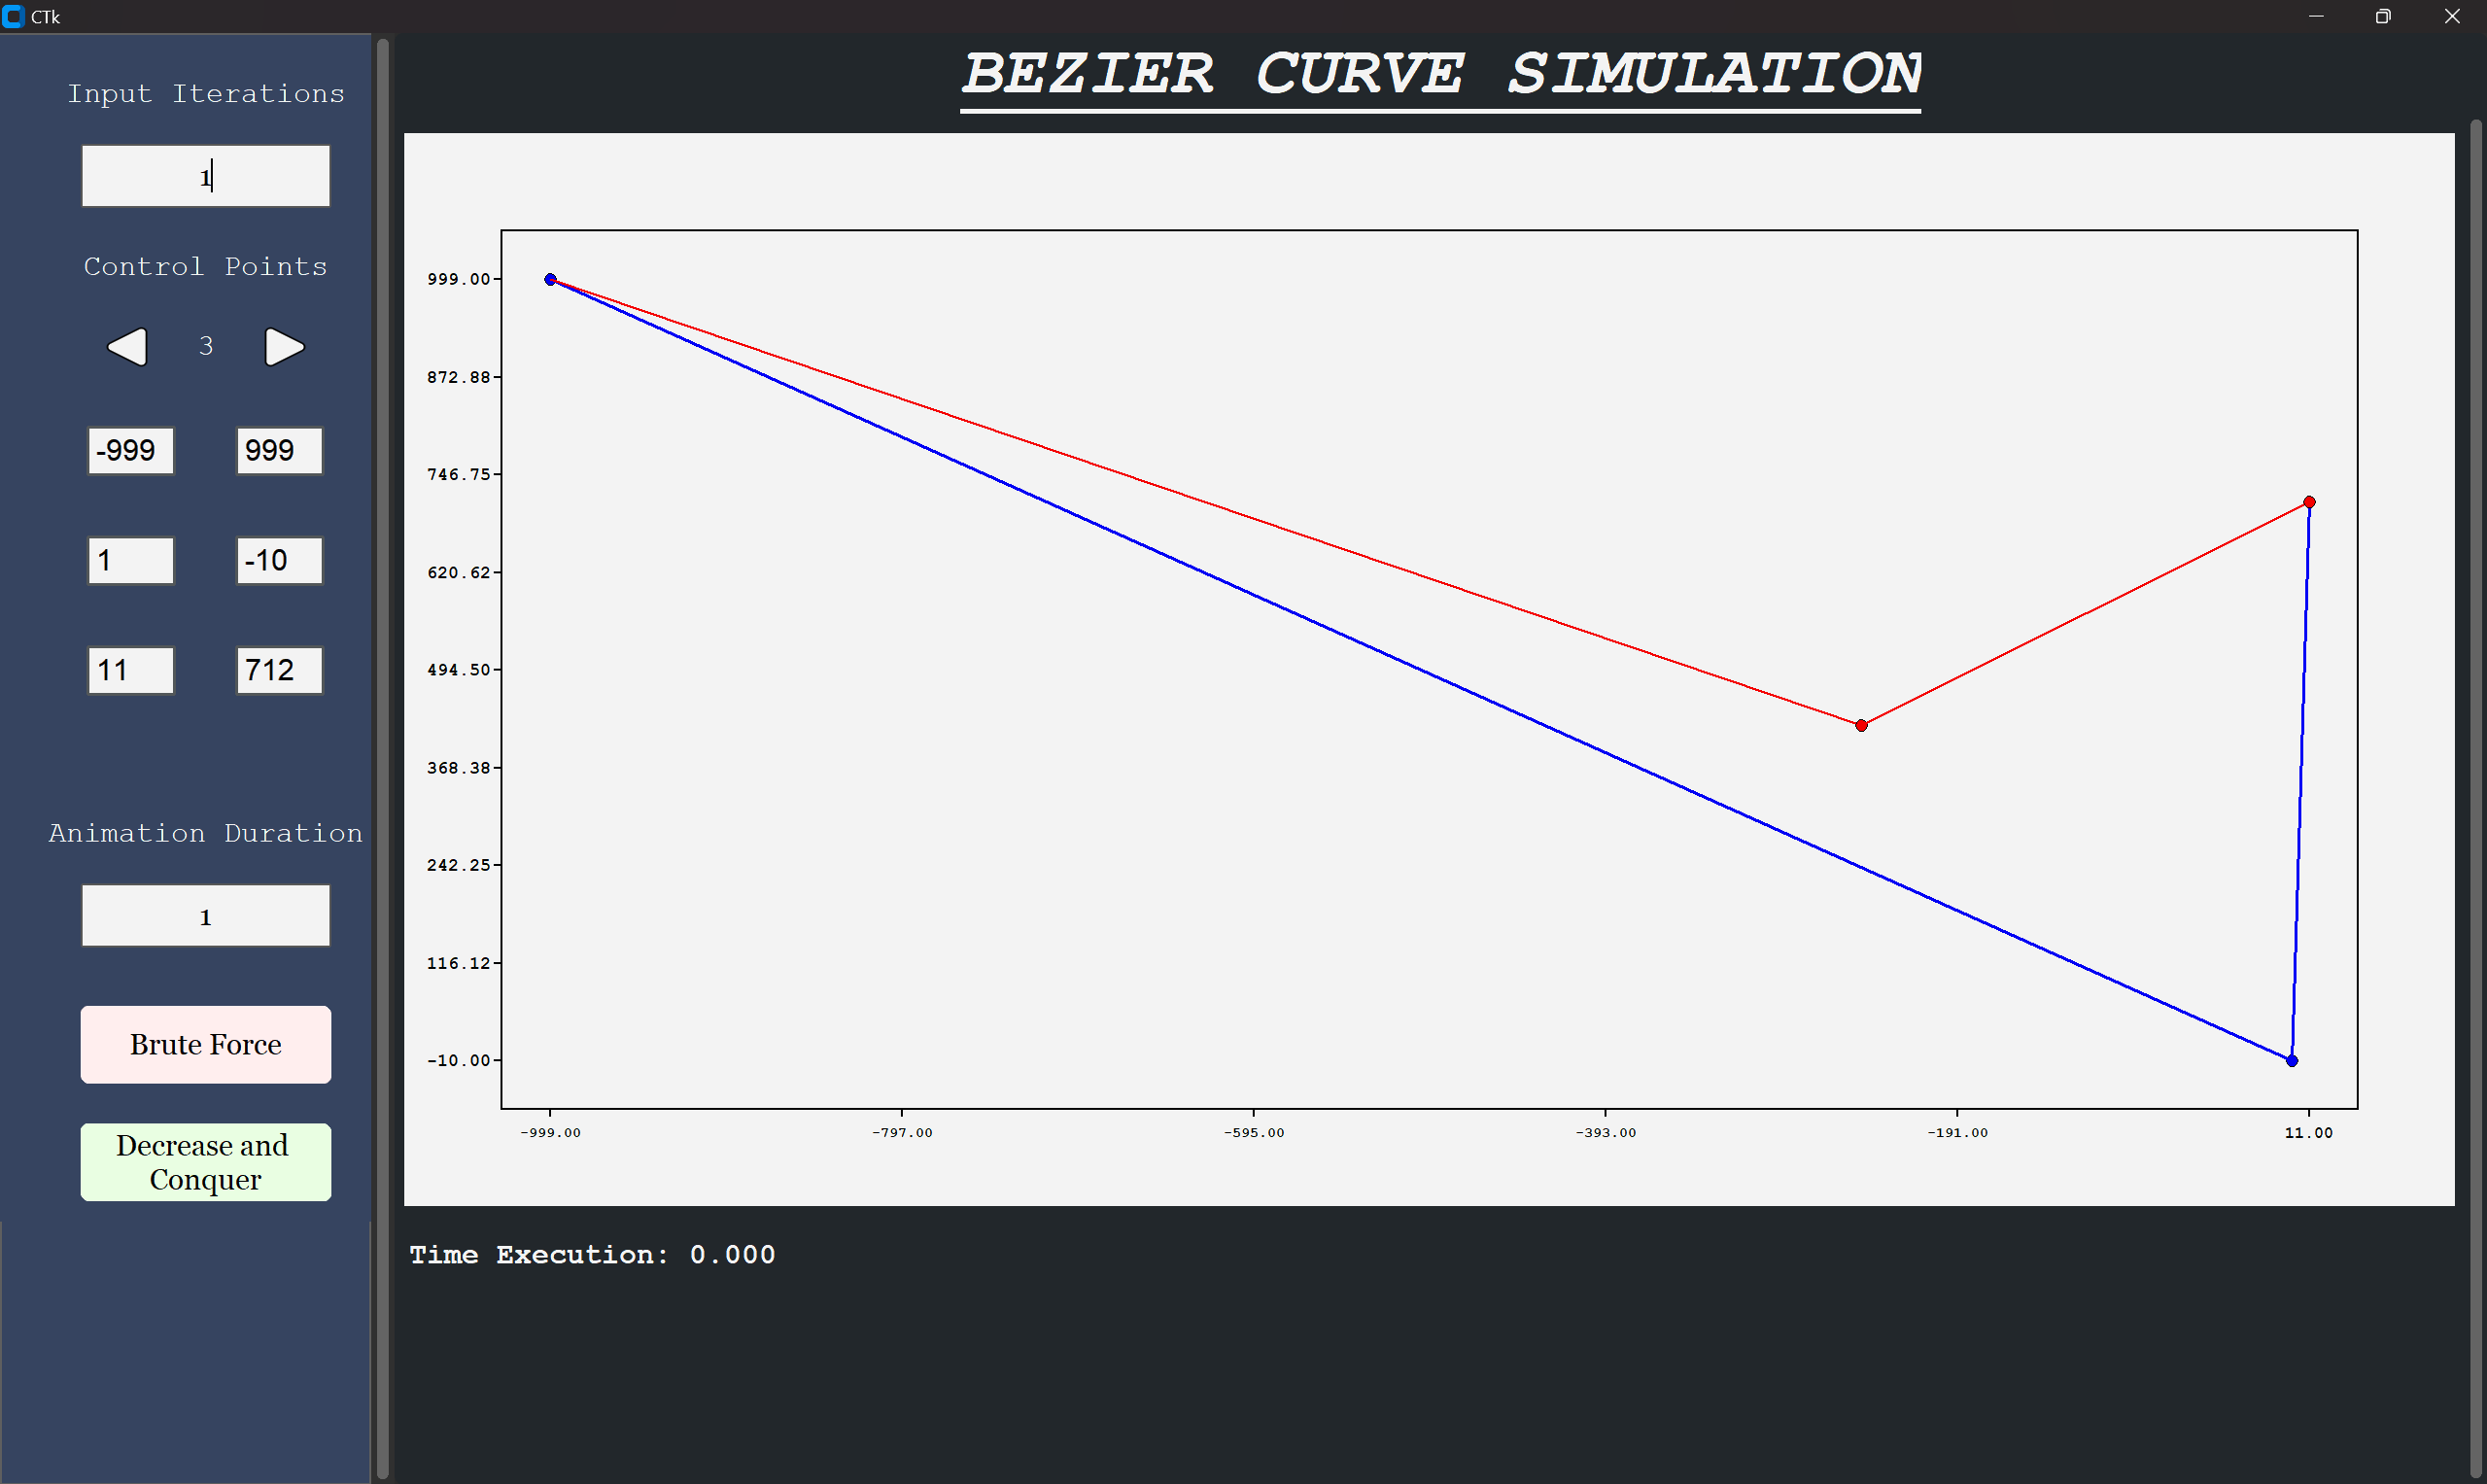 CTk
Input Iterations
1
Control Points
3
-999 999
1 -10
11 712
Animation Duration
1
Brute Force
Decrease and
Conquer
BEZIER CURVE SIMULATION
999.00
872.88
746.75
620.62
494.50
368.38
242.25
116.12
-10.00
-999.00 -797.00 -595.00 -393.00 -191.00 11.00
Time Execution: 0.000